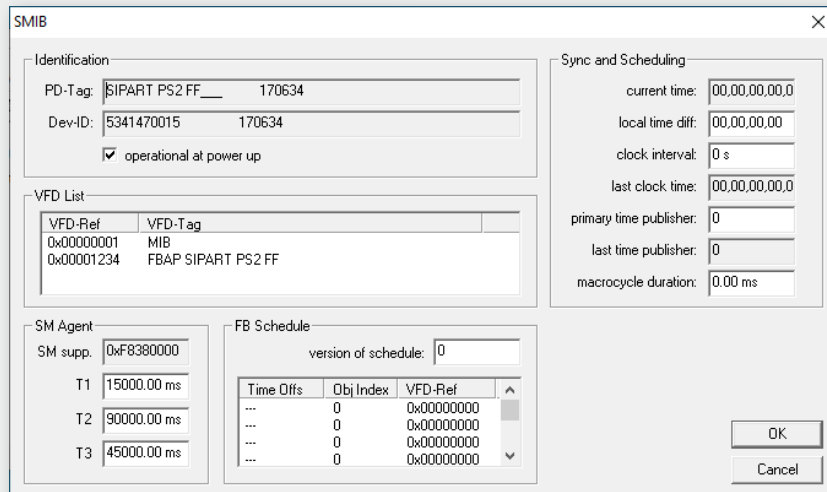 SMIB
Identification
PD-Tag: SIPART PS2 FF___ 170634
Dev-ID: 5341470015 170634
operational at power up
VFD List
VFD-Ref VFD-Tag
0x00000001 MIB
0x00001234 FBAP SIPART PS2 FF
SM Agent
SM supp. 0xF8380000
T1 15000.00 ms
T2 90000.00 ms
T3 45000.00 ms
FB Schedule
version of schedule: 0
Time Offs Obj Index VFD-Ref
--- 0 0x00000000
--- 0 0x00000000
--- 0 0x00000000
--- 0 0x00000000
Sync and Scheduling
current time: 00,00,00,00,0
local time diff: 00,00,00,00
clock interval: 0 s
last clock time: 00,00,00,00,0
primary time publisher: 0
last time publisher: 0
macrocycle duration: 0.00 ms
OK
Cancel